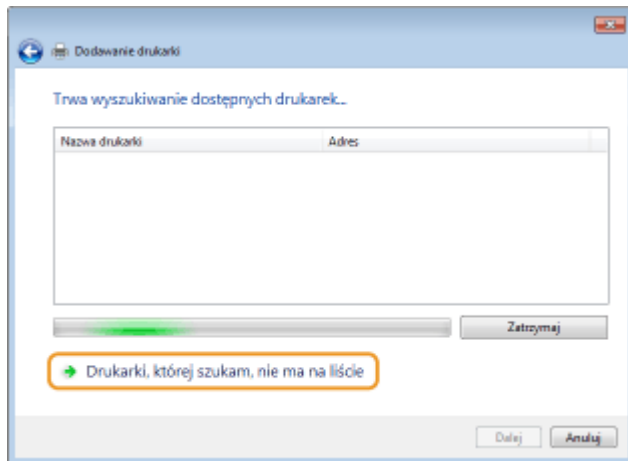 Dodawanie drukarki
Trwa wyszukiwanie dostępnych drukarek...
Nazwa drukarki Adres
Zatrzymaj
Drukarki, której szukam, nie ma na liście
Dalej Anuluj